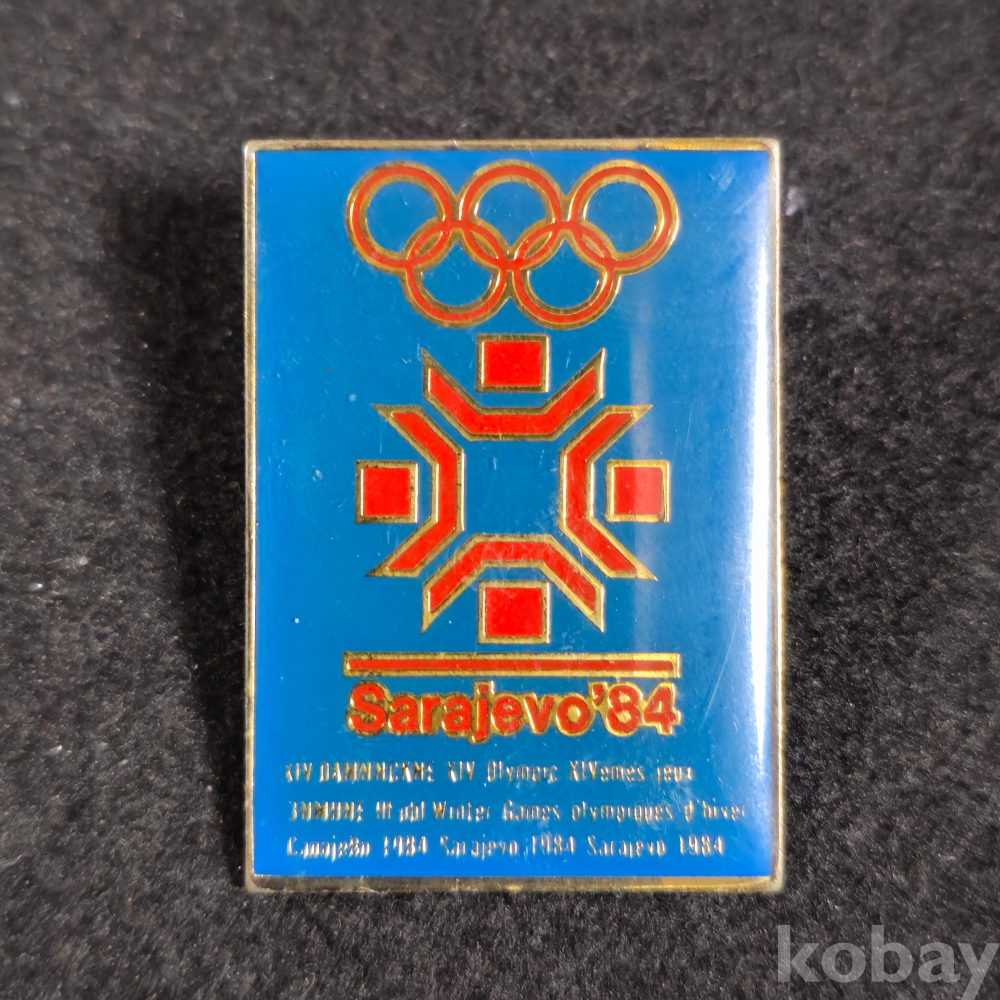 Sarajevo'84
XIV Olympic XIVemes jeux
Winter Games olympiques d'hiver
1984 Sarajevo 1984 Sarajevo 1984
kobay